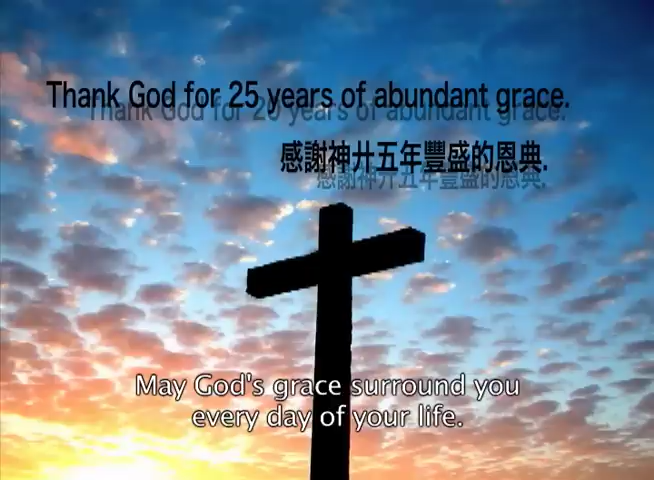 Thank God for 25 years of abundant grace.
感謝神廾五年豐盛的恩典.
May God's grace surround you
every day of your life.